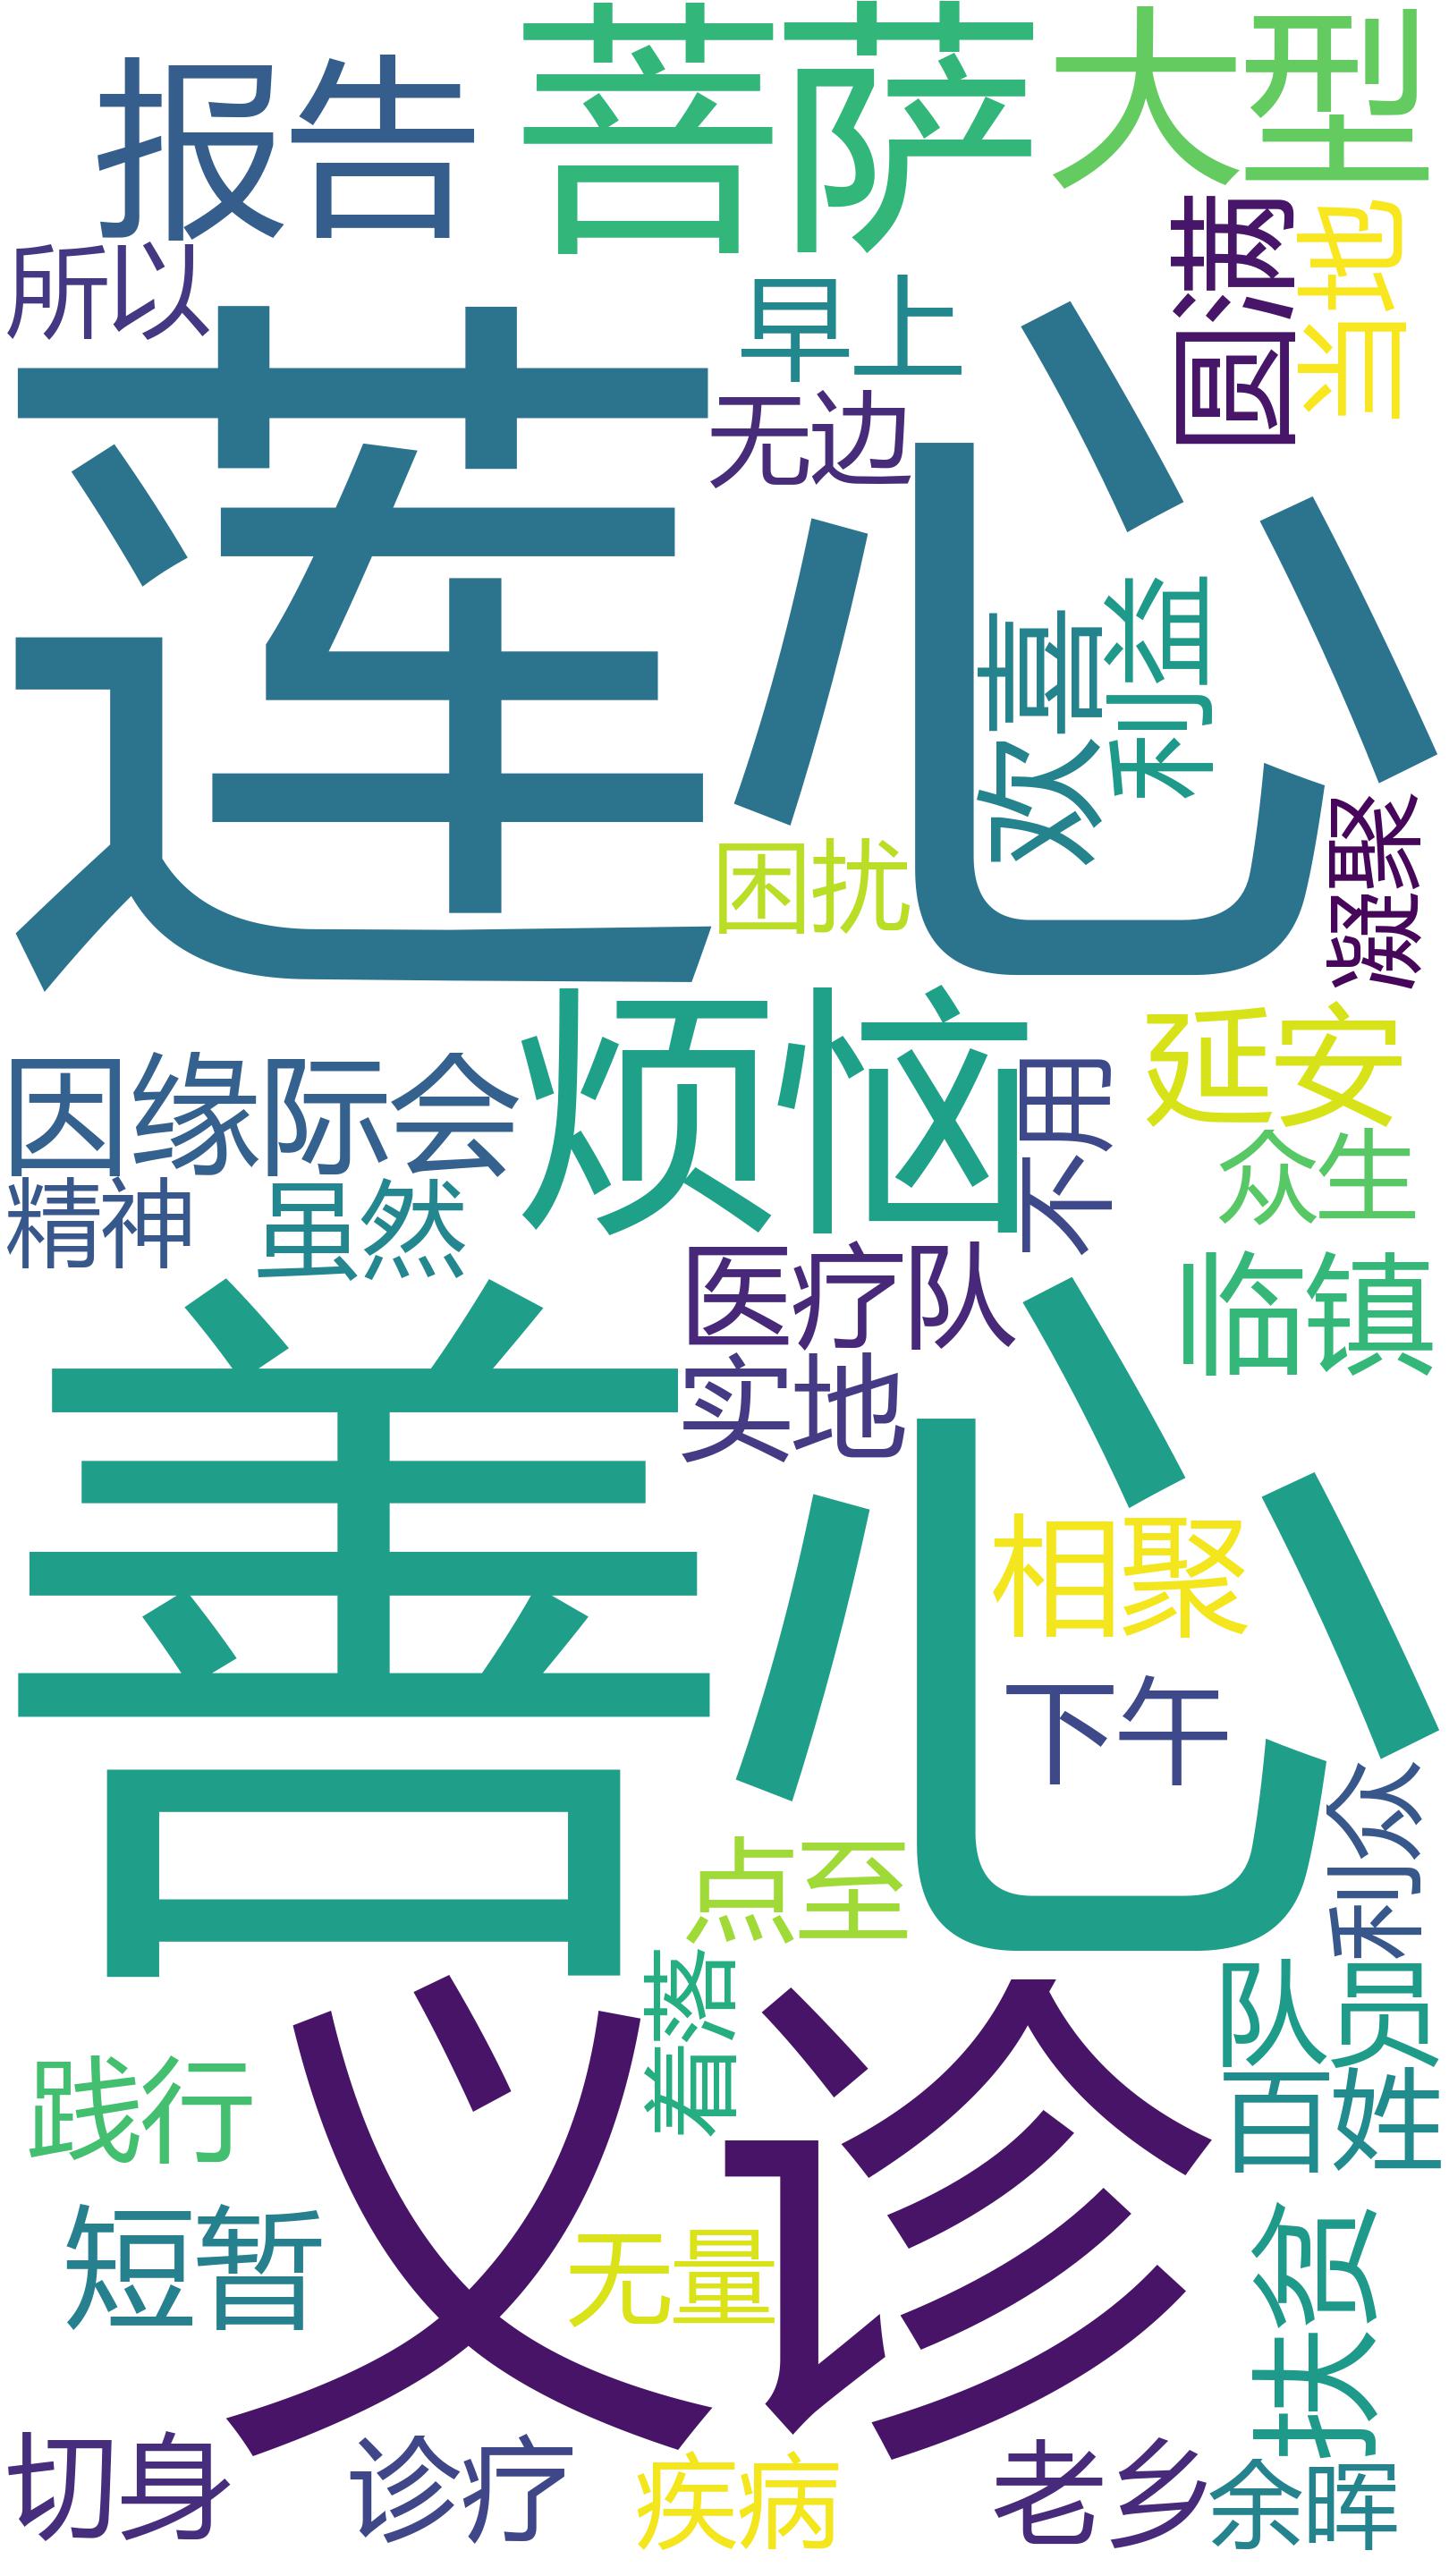 报告
菩萨
大型
圆满
当地
所以
早上
无边
莲心
欢喜
利益
困扰
凝聚
因缘际会
烦恼
不用
延安
众生
精神
虽然
医疗队
临镇
实地
善心
相聚
下午
点至
利众
着落
队员
百姓
践行
义诊
短暂
无量
扶贫
切身
诊疗
疾病
老乡
余晖